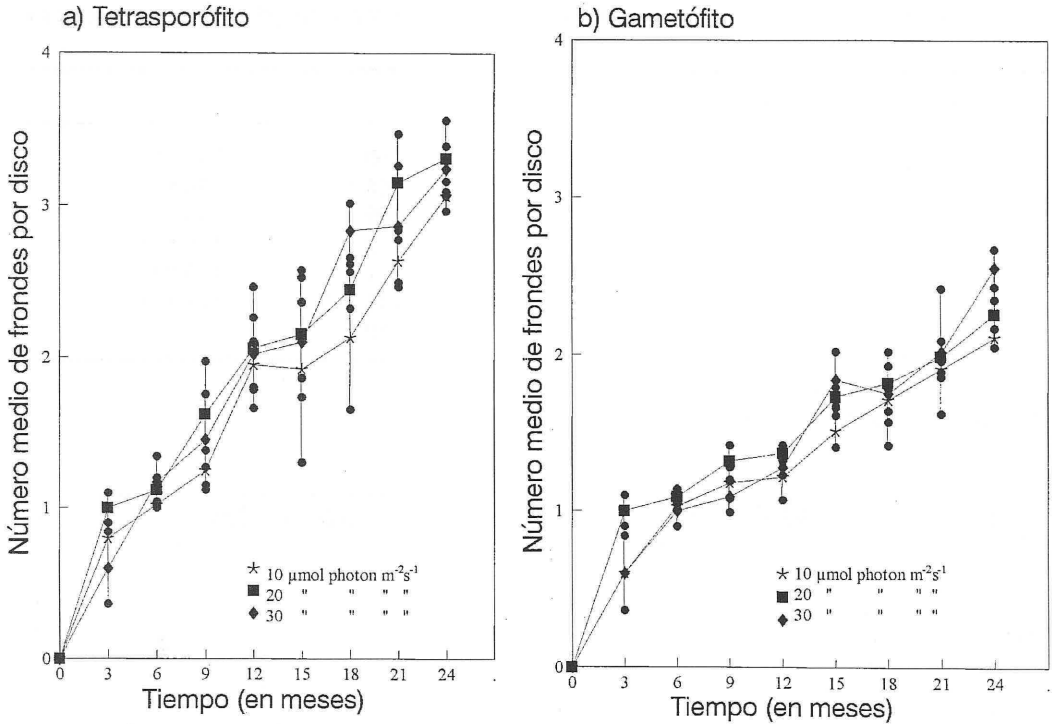 a) Tetrasporófito
Número medio de frondes por disco
4
3
2
1
0
0 3 6 9 12 15 18 21 24
Tiempo (en meses)
10 µmol photon m⁻²s⁻¹
20 " " " "
30 " " " "
b) Gametófito
Número medio de frondes por disco
4
3
2
1
0
0 3 6 9 12 15 18 21 24
Tiempo (en meses)
10 µmol photon m⁻²s⁻¹
20 " " " "
30 " " " "